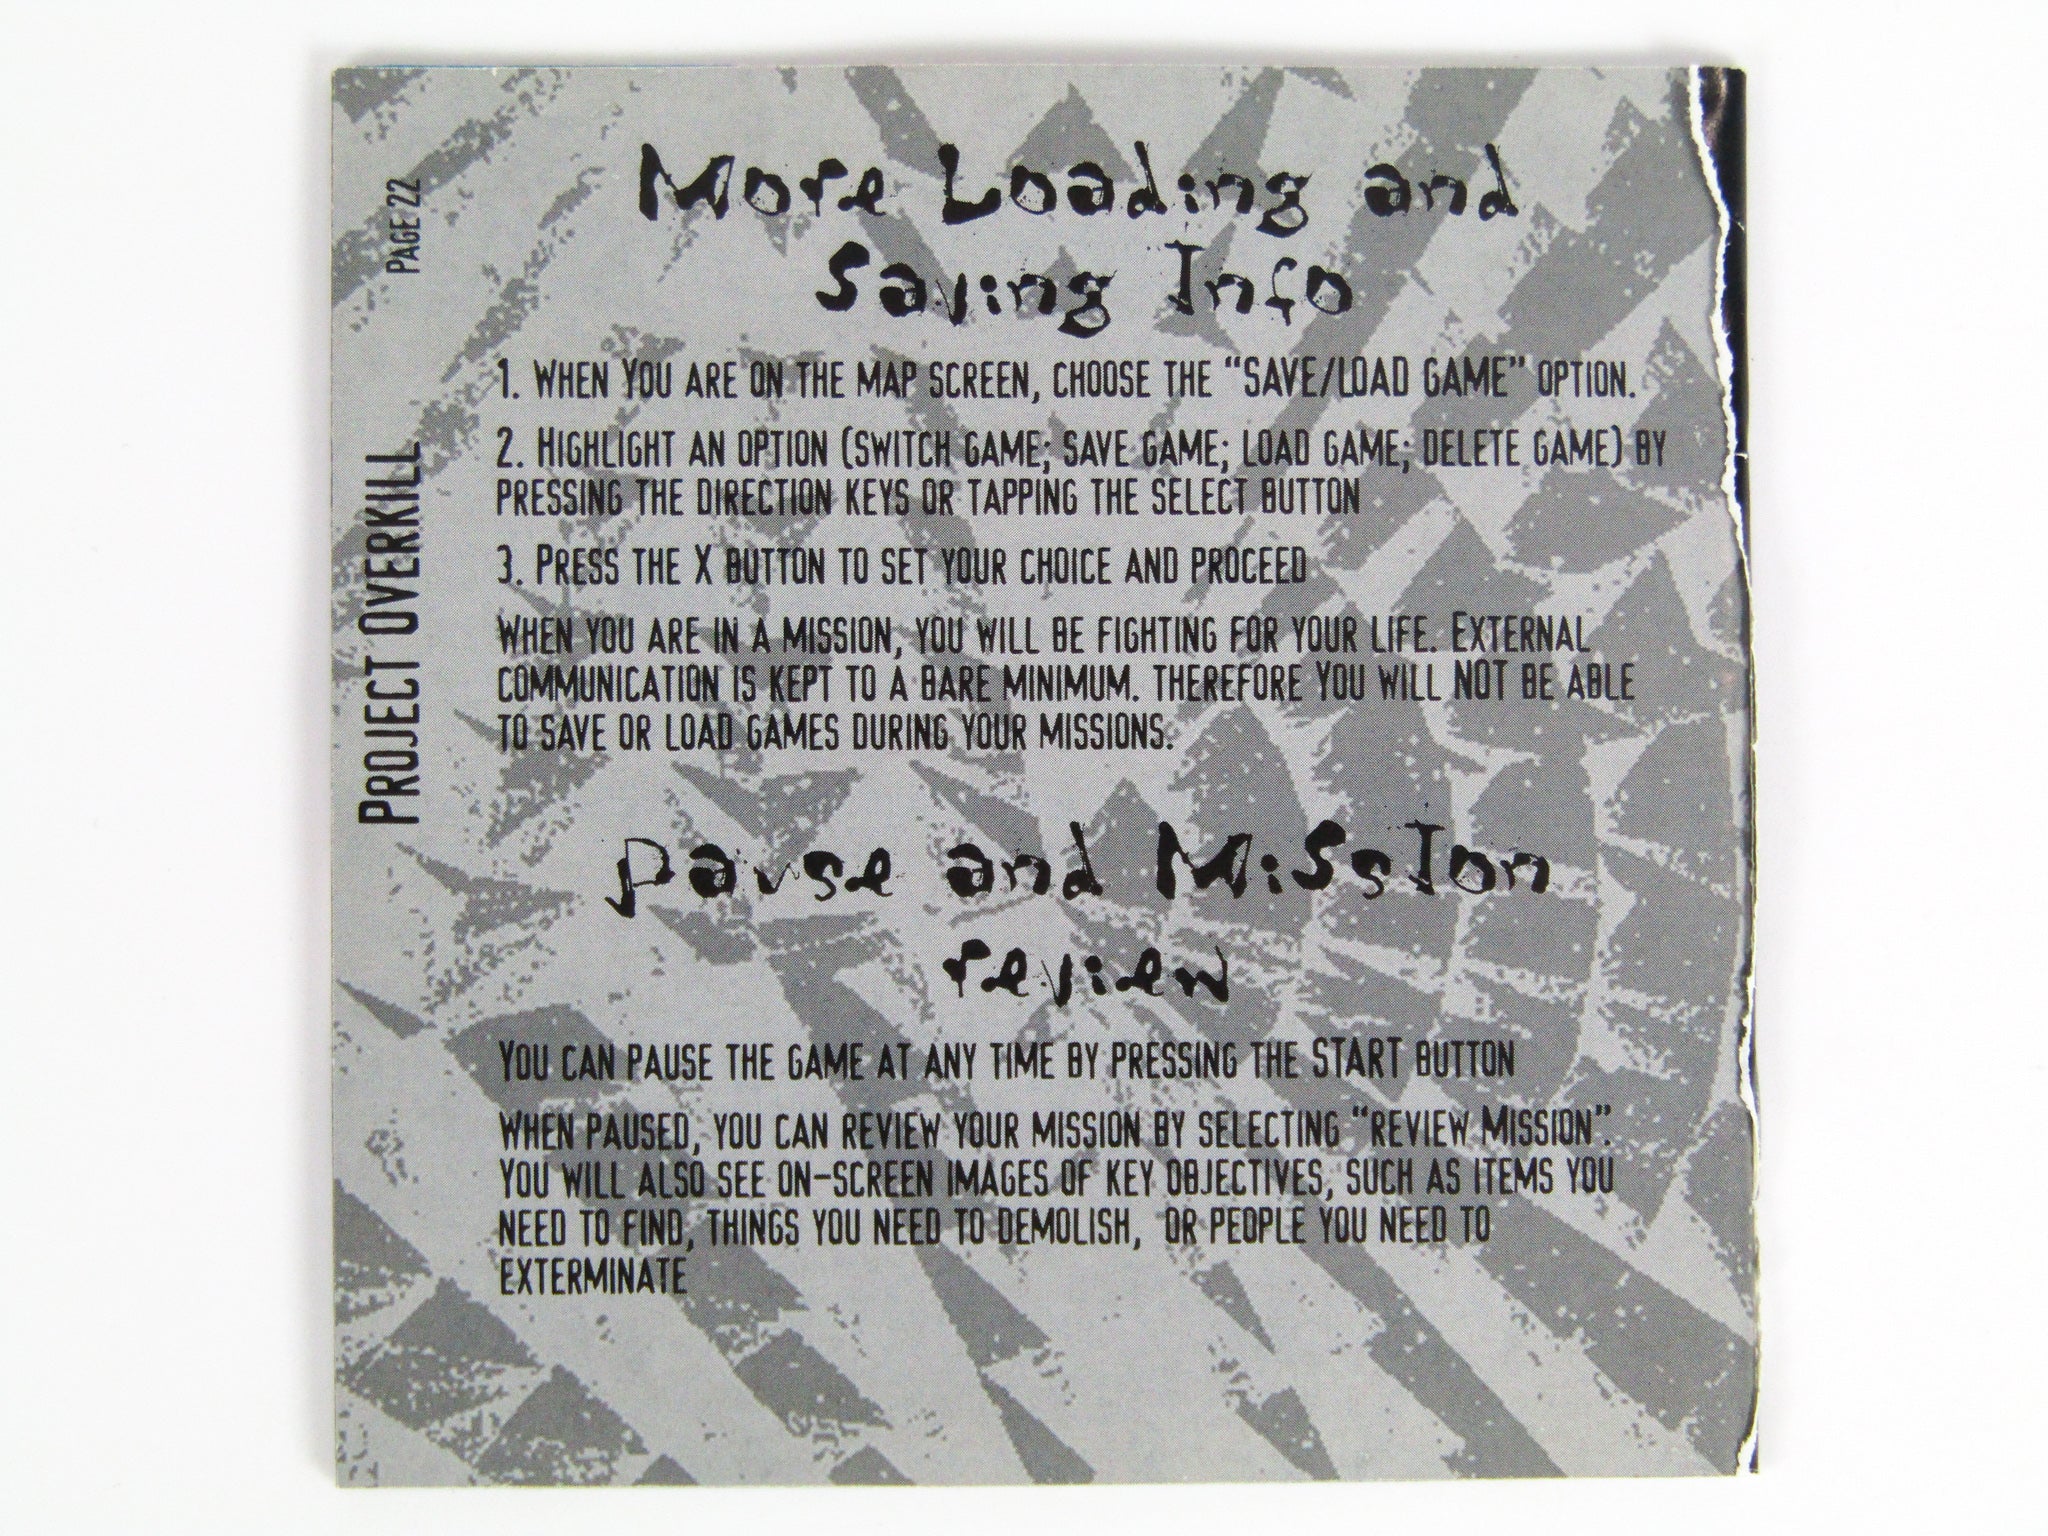 Page 22
Project Overkill
More Loading and
Saving Info
1. When You are on the map screen, choose the “SAVE/LOAD GAME” option.
2. Highlight an option (switch game; save game; load game; delete game) by
pressing the direction keys or tapping the select button
3. Press the X button to set your choice and proceed
When you are in a mission, you will be fighting for your life. External
communication is kept to a bare minimum. therefore You will NOT be able
to save or load games during your missions.
Pause and MiSsIon
review
You can pause the game at any time by pressing the START button
When paused, you can review your mission by selecting “review Mission”.
You will also see on-screen images of key objectives, such as items you
need to find, things you need to demolish, or people you need to
exterminate